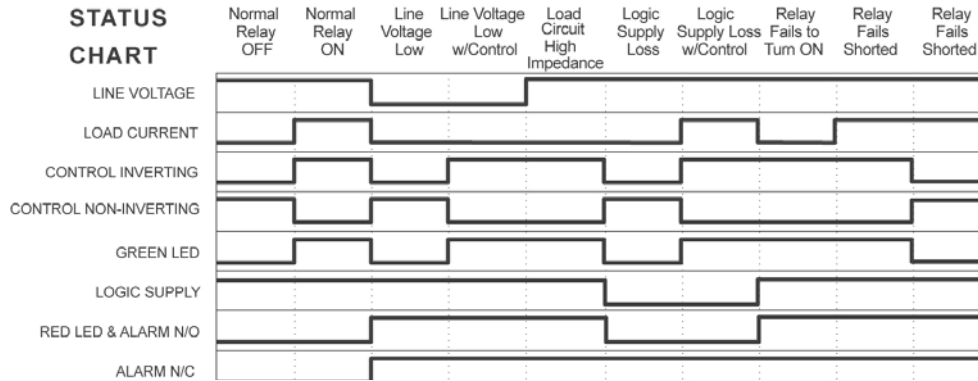 STATUS
CHART
Normal
Relay
OFF
Normal
Relay
ON
Line
Voltage
Low
Line Voltage
Low
w/Control
Load
Circuit
High
Impedance
Logic
Supply
Loss
Logic
Supply Loss
w/Control
Relay
Fails to
Turn ON
Relay
Fails
Shorted
Relay
Fails
Shorted
LINE VOLTAGE
LOAD CURRENT
CONTROL INVERTING
CONTROL NON-INVERTING
GREEN LED
LOGIC SUPPLY
RED LED & ALARM N/O
ALARM N/C